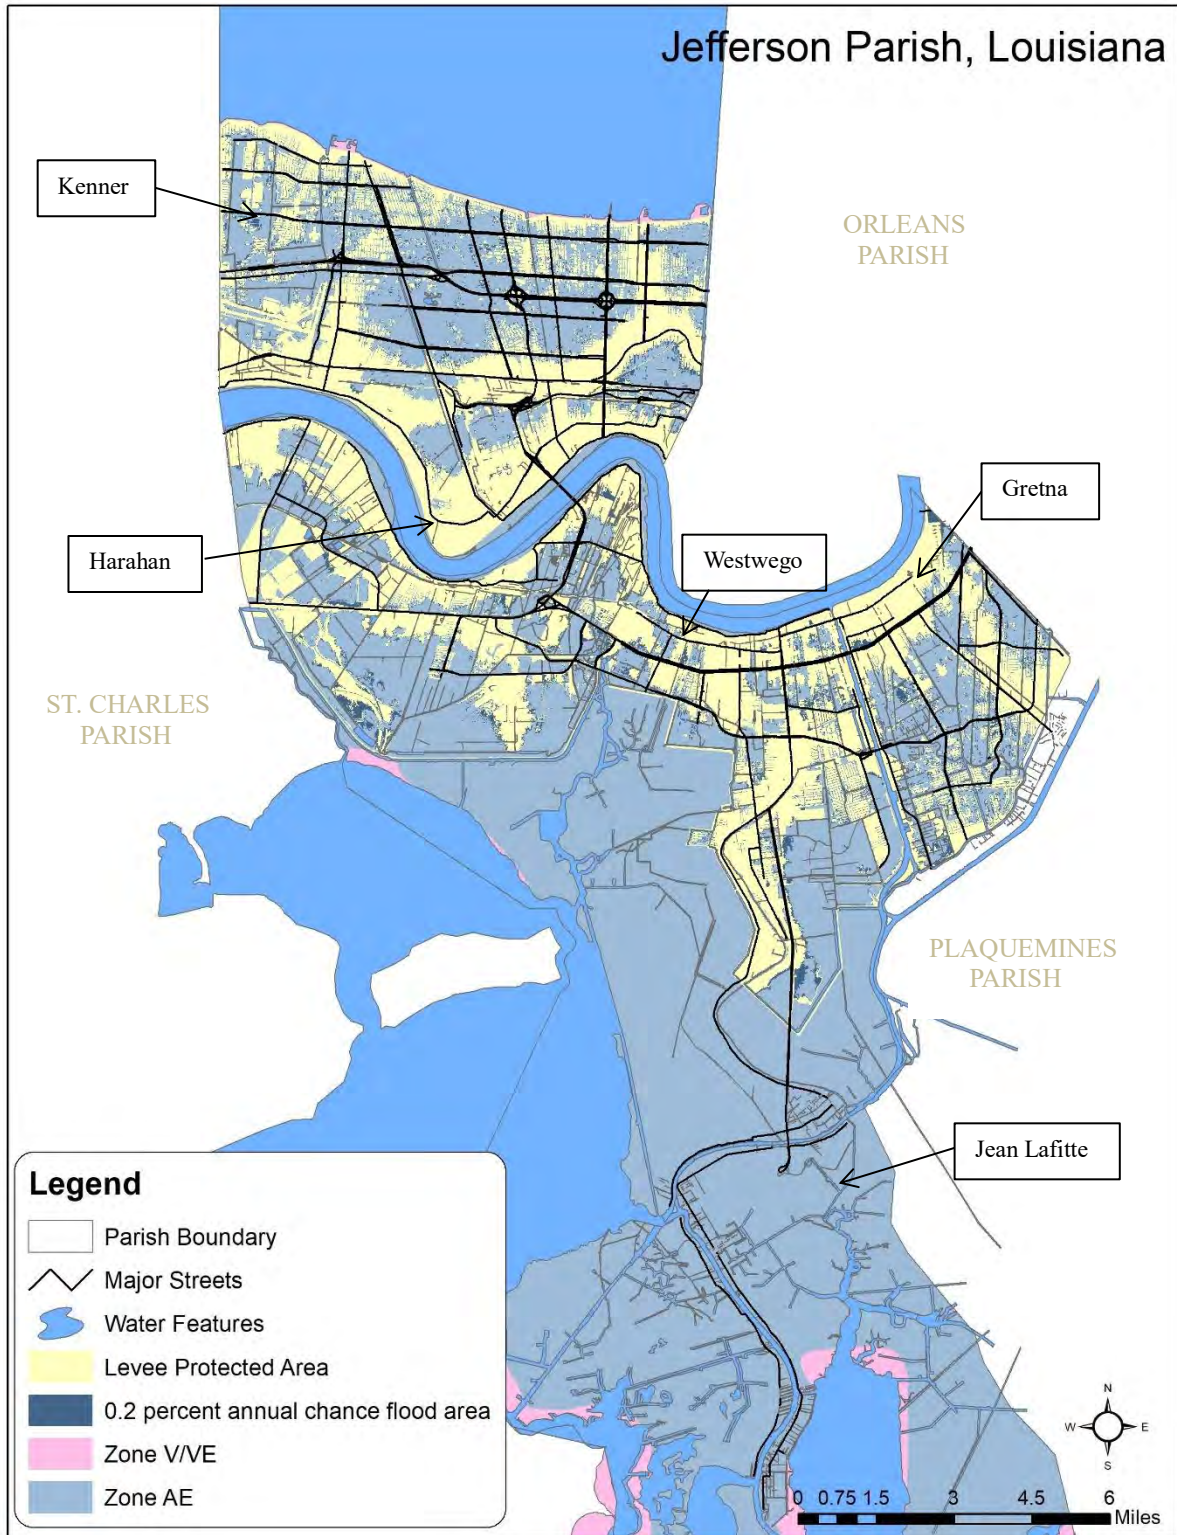 Jefferson Parish, Louisiana
Kenner
ORLEANS
PARISH
Gretna
Harahan
Westwego
ST. CHARLES
PARISH
PLAQUEMINES
PARISH
Jean Lafitte
Legend
Parish Boundary
Major Streets
Water Features
Levee Protected Area
0.2 percent annual chance flood area
Zone V/VE
Zone AE
N
W E
S
0 0.75 1.5 3 4.5 6
Miles